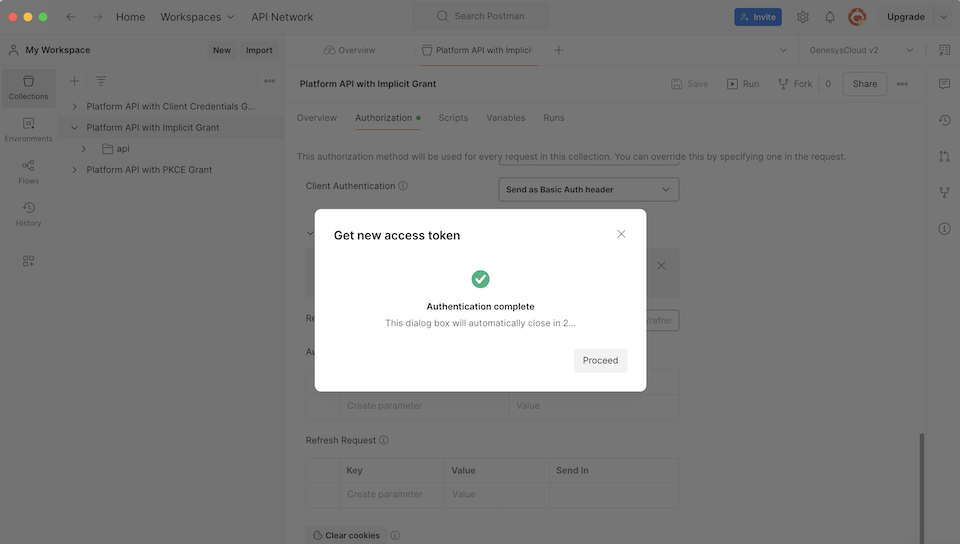 Home
Workspaces
API Network
Search Postman
Invite
Upgrade
My Workspace
New
Import
Overview
Platform API with Implici
GenesysCloud v2
Collections
Environments
Flows
History
Platform API with Client Credentials G...
Platform API with Implicit Grant
api
Platform API with PKCE Grant
Platform API with Implicit Grant
Save
Run
Fork
0
Share
Overview
Authorization
Scripts
Variables
Runs
This authorization method will be used for every request in this collection. You can override this by specifying one in the request.
Client Authentication
Send as Basic Auth header
Get new access token
Authentication complete
This dialog box will automatically close in 2...
Proceed
Re
/refre
Au
Create parameter
Value
Refresh Request
Key
Value
Send In
Create parameter
Value
Clear cookies